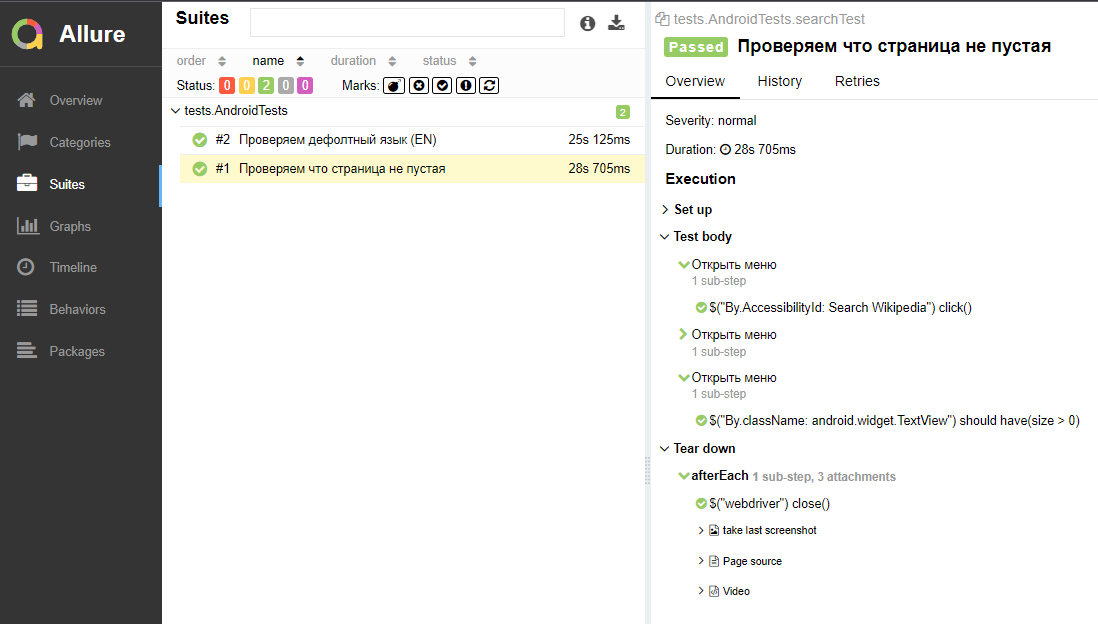 Allure
Overview
Categories
Suites
Graphs
Timeline
Behaviors
Packages
Suites
order name duration status
Status: 0 0 2 0 0 Marks:
tests.AndroidTests 2
#2 Проверяем дефолтный язык (EN) 25s 125ms
#1 Проверяем что страница не пустая 28s 705ms
tests.AndroidTests.searchTest
Passed Проверяем что страница не пустая
Overview History Retries
Severity: normal
Duration: 28s 705ms
Execution
Set up
Test body
Открыть меню
1 sub-step
$("By.AccessibilityId: Search Wikipedia") click()
Открыть меню
1 sub-step
Открыть меню
1 sub-step
$("By.className: android.widget.TextView") should have(size > 0)
Tear down
afterEach 1 sub-step, 3 attachments
$("webdriver") close()
take last screenshot
Page source
Video